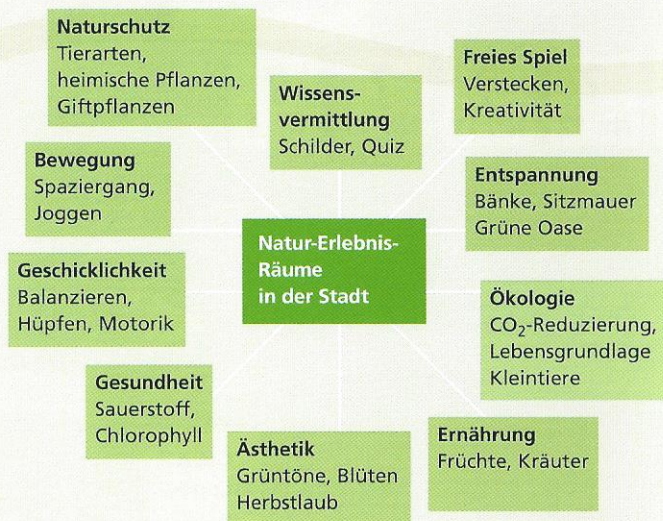 Naturschutz
Tierarten,
heimische Pflanzen,
Giftpflanzen
Wissens-
vermittlung
Schilder, Quiz
Freies Spiel
Verstecken,
Kreativität
Bewegung
Spaziergang,
Joggen
Entspannung
Bänke, Sitzmauer
Grüne Oase
Natur-Erlebnis-
Räume
in der Stadt
Geschicklichkeit
Balanzieren,
Hüpfen, Motorik
Ökologie
CO₂-Reduzierung,
Lebensgrundlage
Kleintiere
Gesundheit
Sauerstoff,
Chlorophyll
Ästhetik
Grüntöne, Blüten
Herbstlaub
Ernährung
Früchte, Kräuter